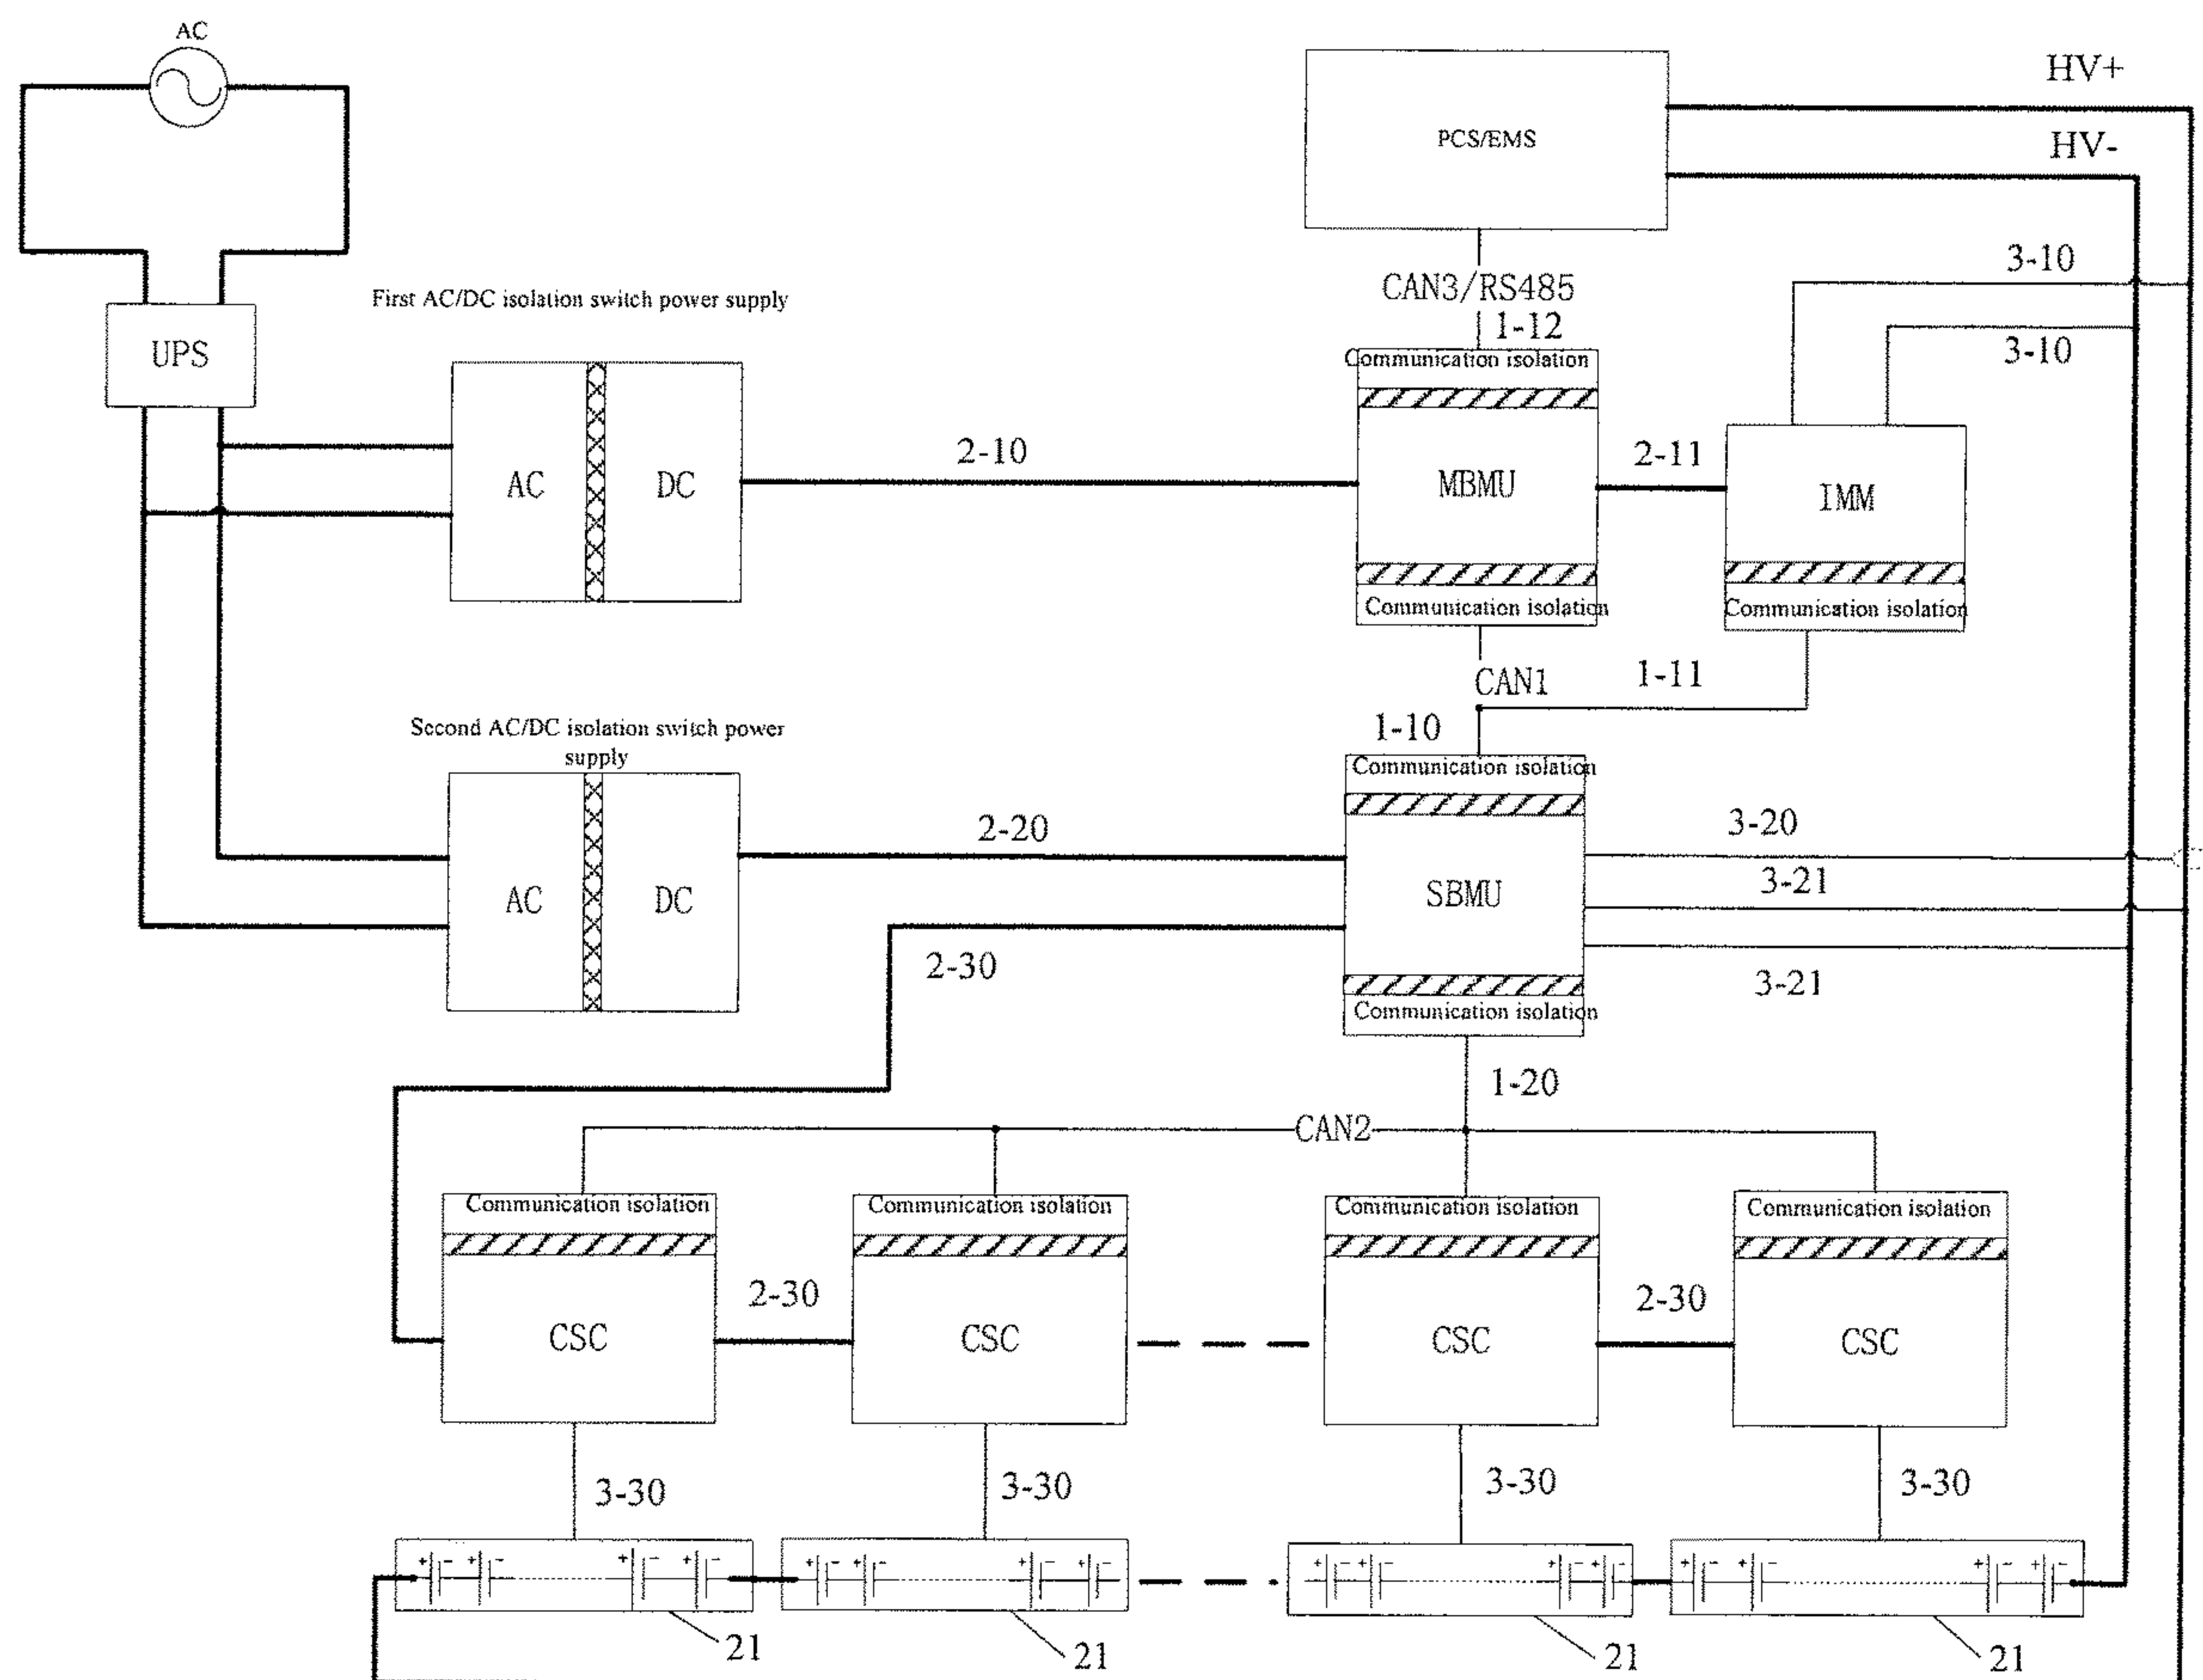 AC
HV+
PCS/EMS
HV-
3-10
CAN3/RS485
First AC/DC isolation switch power supply
1-12
UPS
Communication isolation
3-10
2-10
2-11
AC
DC
MBMU
IMM
Communication isolation
Communication isolation
CAN1
1-11
Second AC/DC isolation switch power
supply
1-10
Communication isolation
2-20
3-20
3-21
AC
DC
SBMU
2-30
3-21
Communication isolation
1-20
CAN2
Communication isolation
Communication isolation
Communication isolation
Communication isolation
2-30
2-30
CSC
CSC
CSC
CSC
3-30
3-30
3-30
3-30
+ - + - + - + -
+ - + - + - + -
+ - + - + - + -
+ - + - + - + -
21
21
21
21